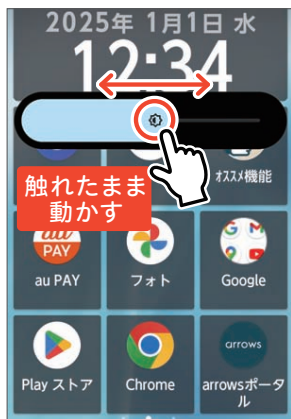 2025年 1月1日 水
12:34
触れたまま
動かす
オススメ機能
au
PAY
au PAY
フォト
Google
arrows
Play ストア
Chrome
arrowsポータ
ル